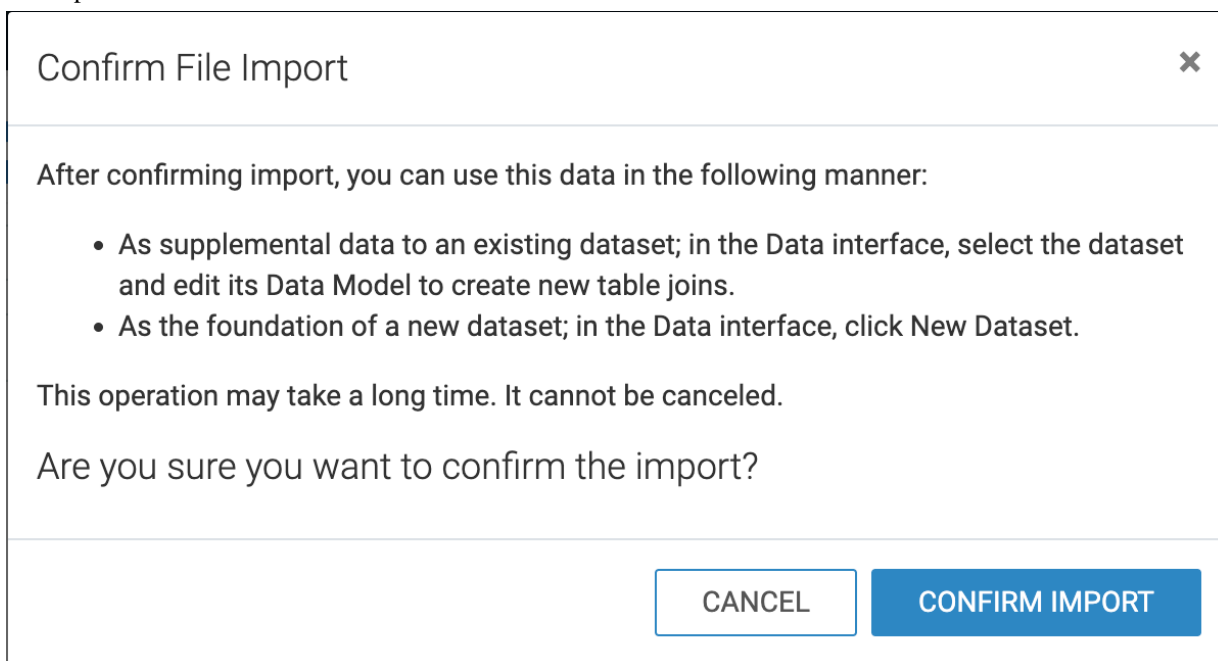 Confirm File Import
After confirming import, you can use this data in the following manner:
• As supplemental data to an existing dataset; in the Data interface, select the dataset
and edit its Data Model to create new table joins.
• As the foundation of a new dataset; in the Data interface, click New Dataset.
This operation may take a long time. It cannot be canceled.
Are you sure you want to confirm the import?
CANCEL CONFIRM IMPORT